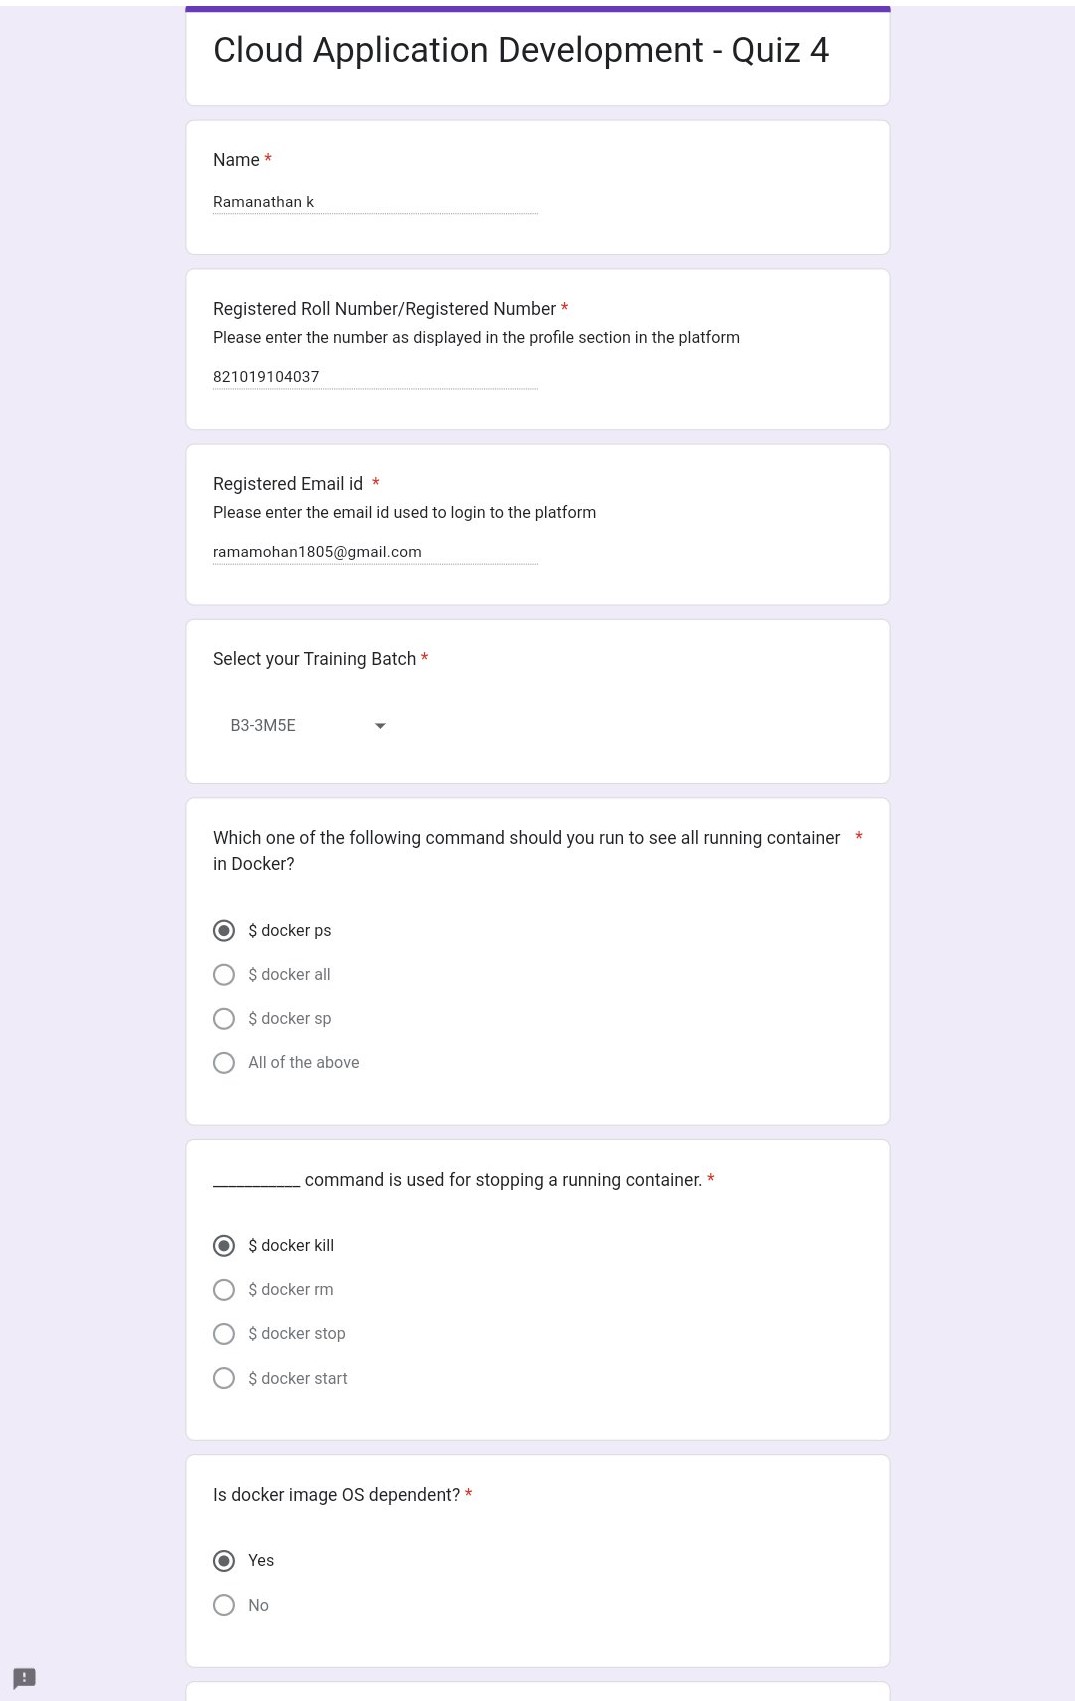 Cloud Application Development - Quiz 4
Name *
Ramanathan k
Registered Roll Number/Registered Number *
Please enter the number as displayed in the profile section in the platform
821019104037
Registered Email id *
Please enter the email id used to login to the platform
ramamohan1805@gmail.com
Select your Training Batch *
B3-3M5E
Which one of the following command should you run to see all running container *
in Docker?
$ docker ps
$ docker all
$ docker sp
All of the above
__________ command is used for stopping a running container. *
$ docker kill
$ docker rm
$ docker stop
$ docker start
Is docker image OS dependent? *
Yes
No